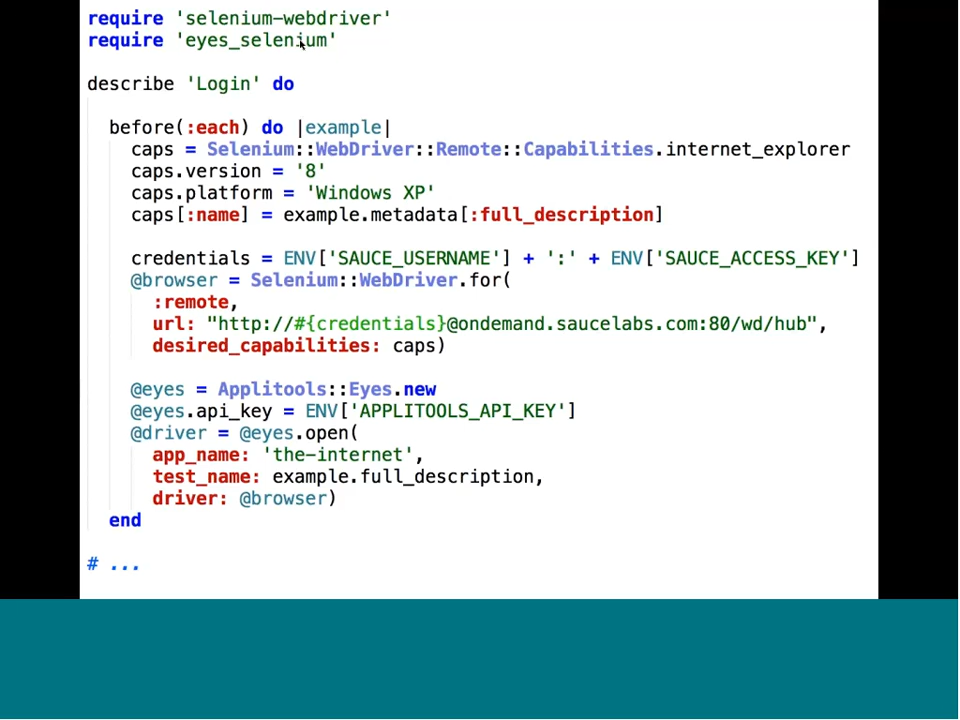 require 'selenium-webdriver'
require 'eyes_selenium'
describe 'Login' do
before(:each) do |example|
caps = Selenium::WebDriver::Remote::Capabilities.internet_explorer
caps.version = '8'
caps.platform = 'Windows XP'
caps[:name] = example.metadata[:full_description]
credentials = ENV['SAUCE_USERNAME'] + ':' + ENV['SAUCE_ACCESS_KEY']
@browser = Selenium::WebDriver.for(
:remote,
url: "http://#{credentials}@ondemand.saucelabs.com:80/wd/hub",
desired_capabilities: caps)
@eyes = Applitools::Eyes.new
@eyes.api_key = ENV['APPLITOOLS_API_KEY']
@driver = @eyes.open(
app_name: 'the-internet',
test_name: example.full_description,
driver: @browser)
end
# ...